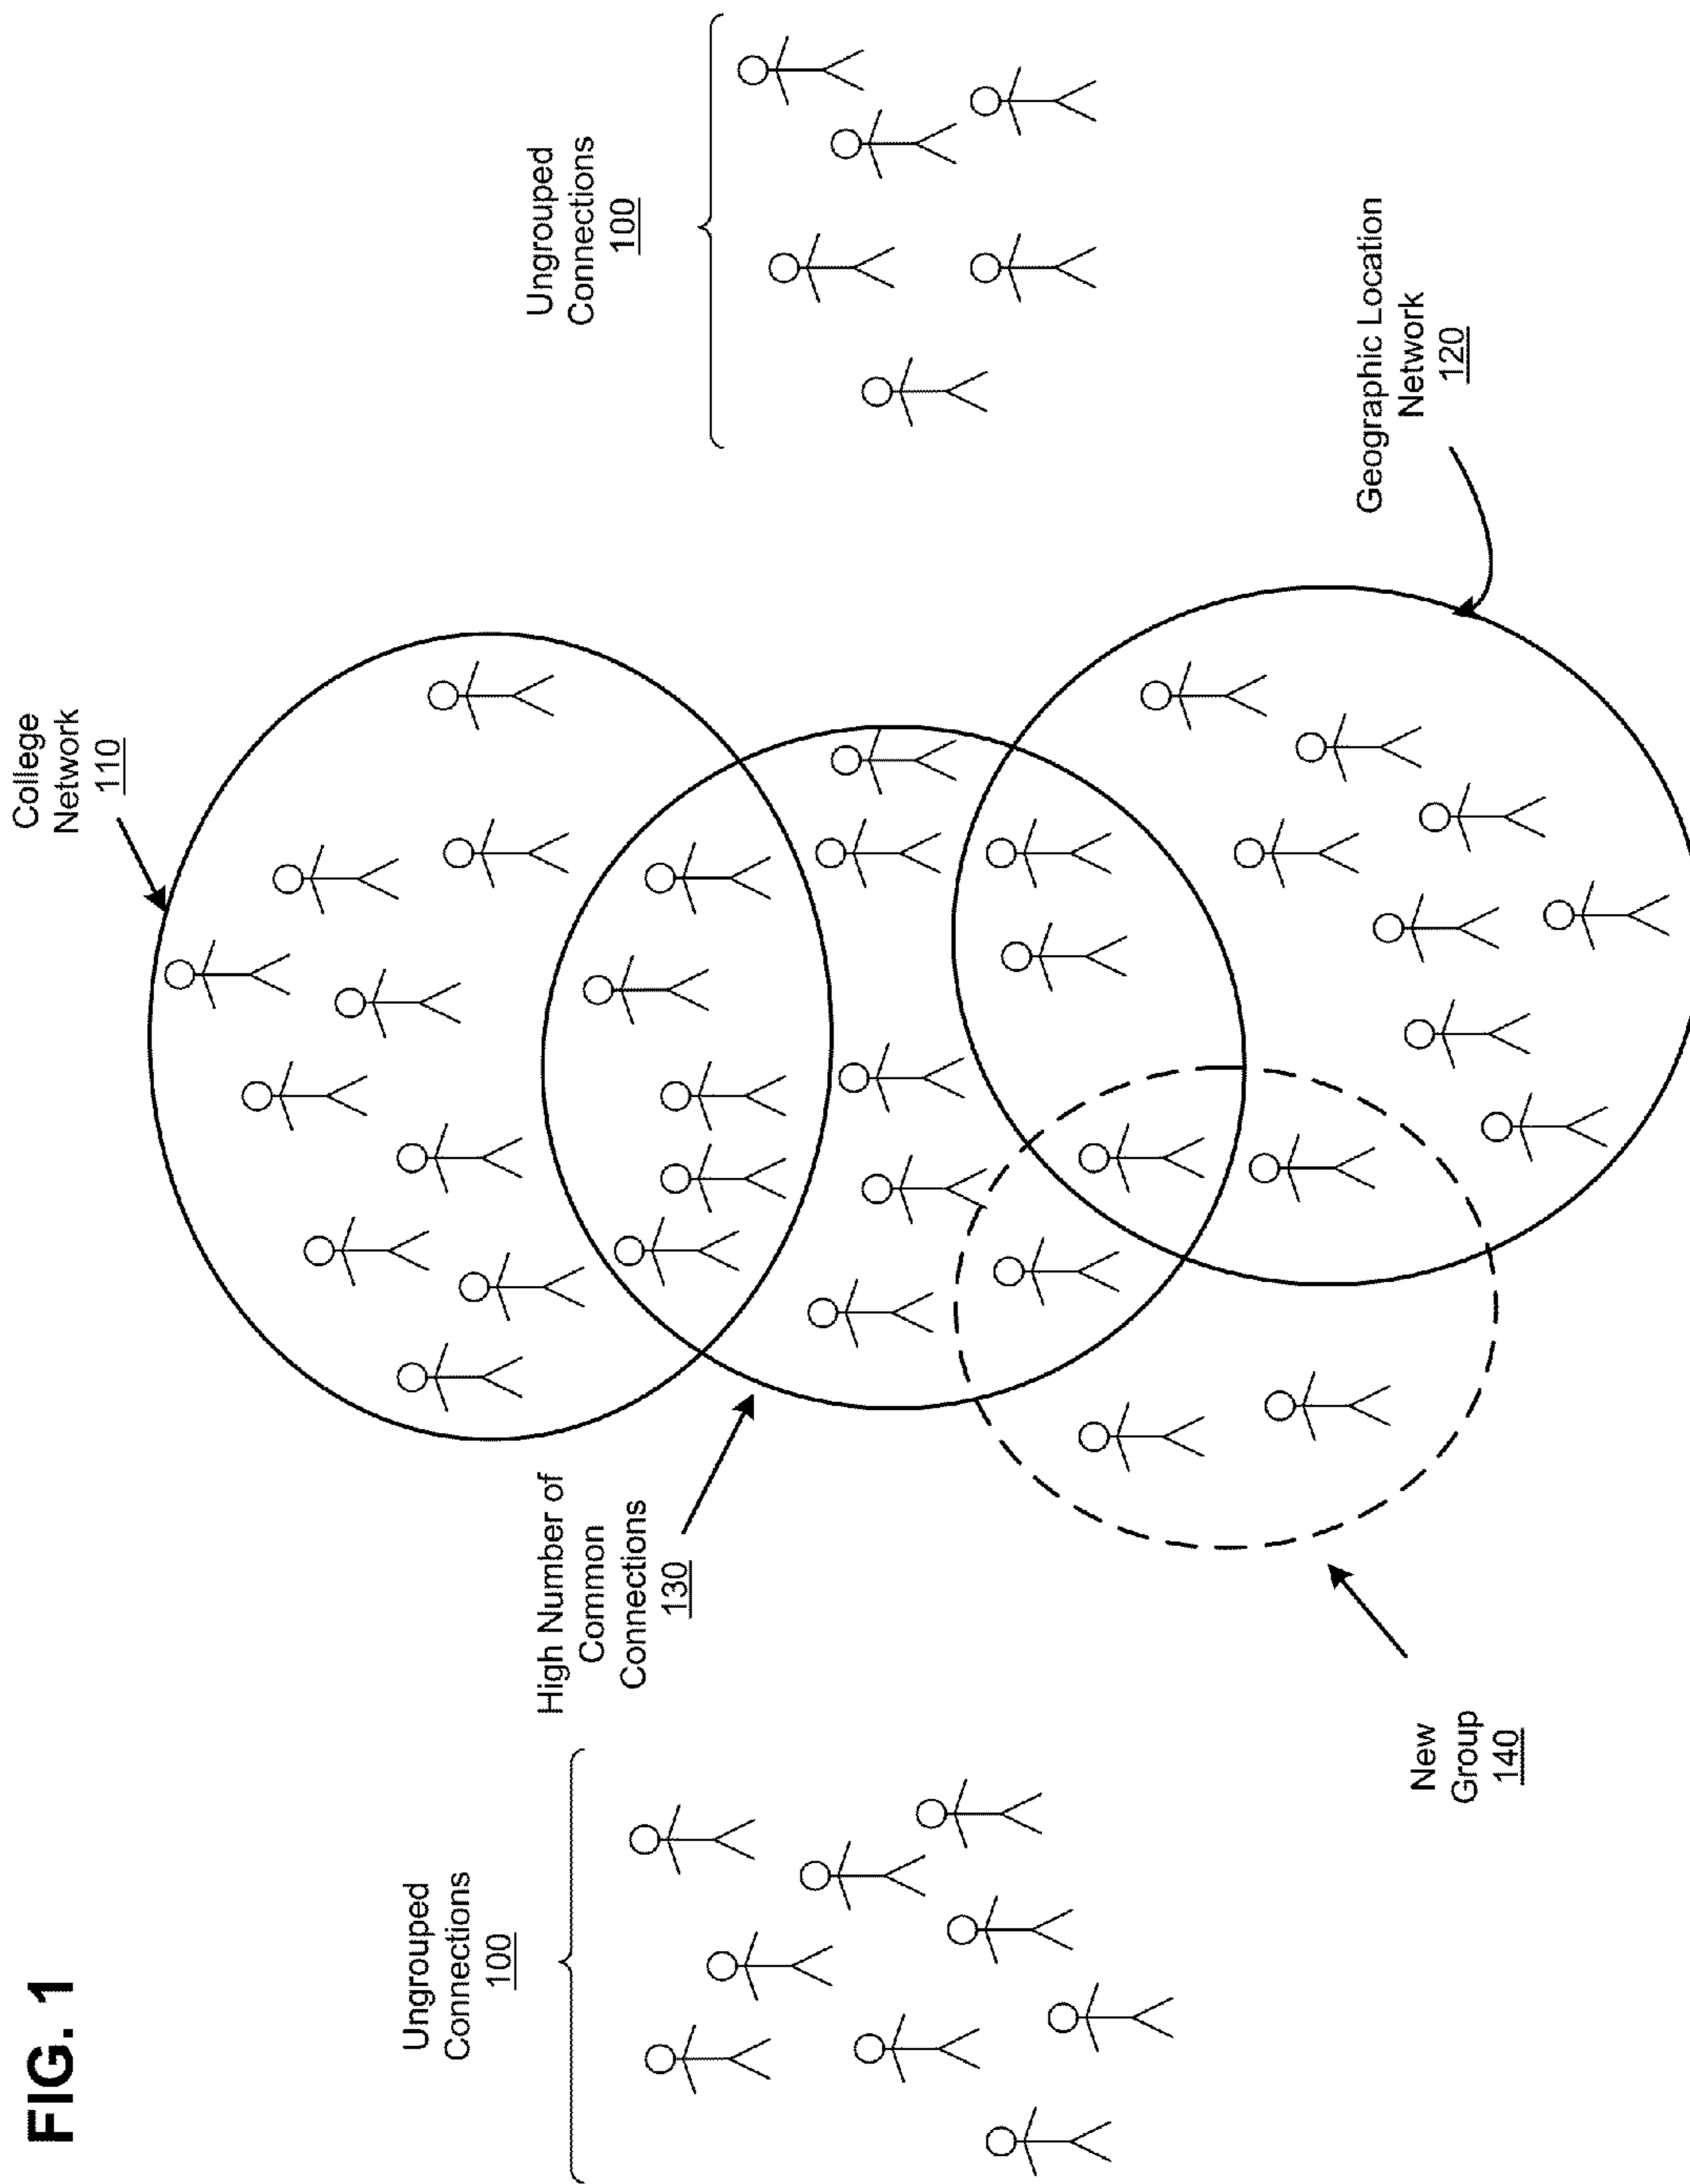 FIG. 1
College
Network
110
Ungrouped
Connections
100
High Number of
Common
Connections
130
Ungrouped
Connections
100
New
Group
140
Geographic Location
Network
120